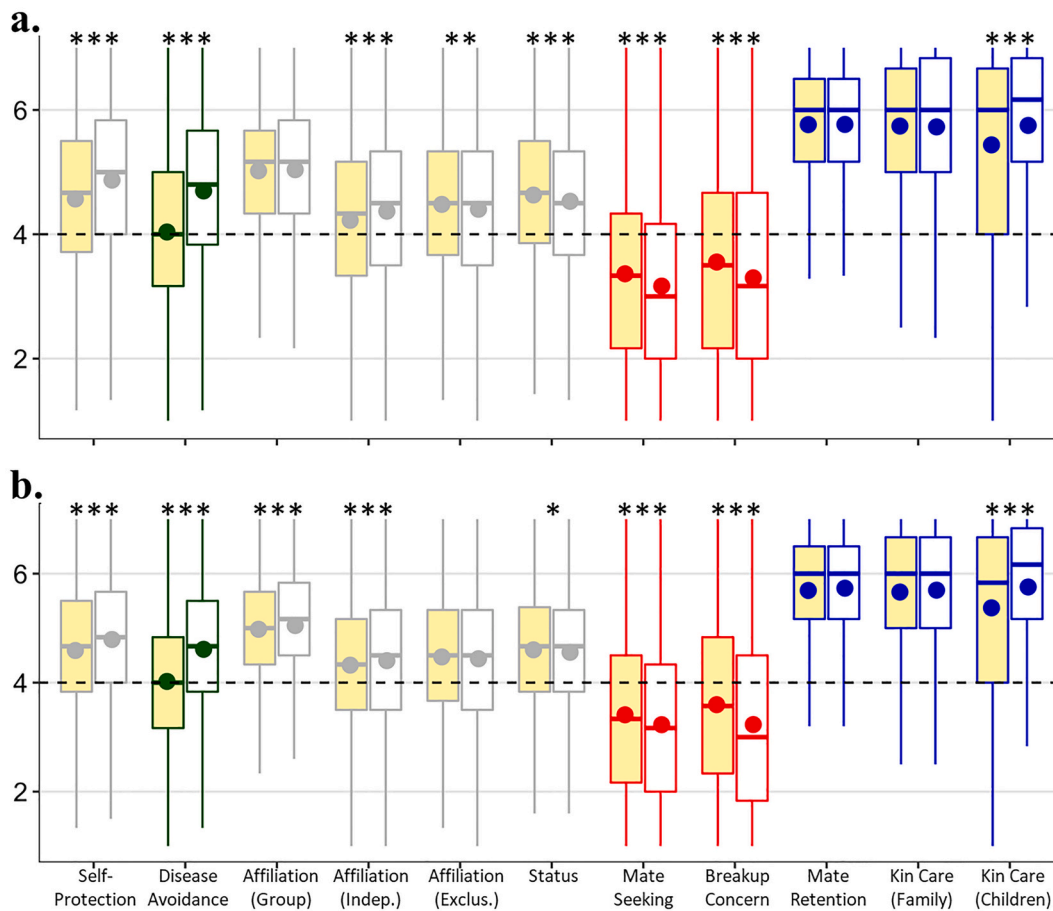 a.
*** *** *** ** *** *** *** ***
6
4
2
b.
*** *** *** *** * *** *** ***
6
4
2
Self- Disease Affiliation Affiliation Affiliation Status Mate Breakup Mate Kin Care Kin Care
Protection Avoidance (Group) (Indep.) (Exclus.) Seeking Concern Retention (Family) (Children)